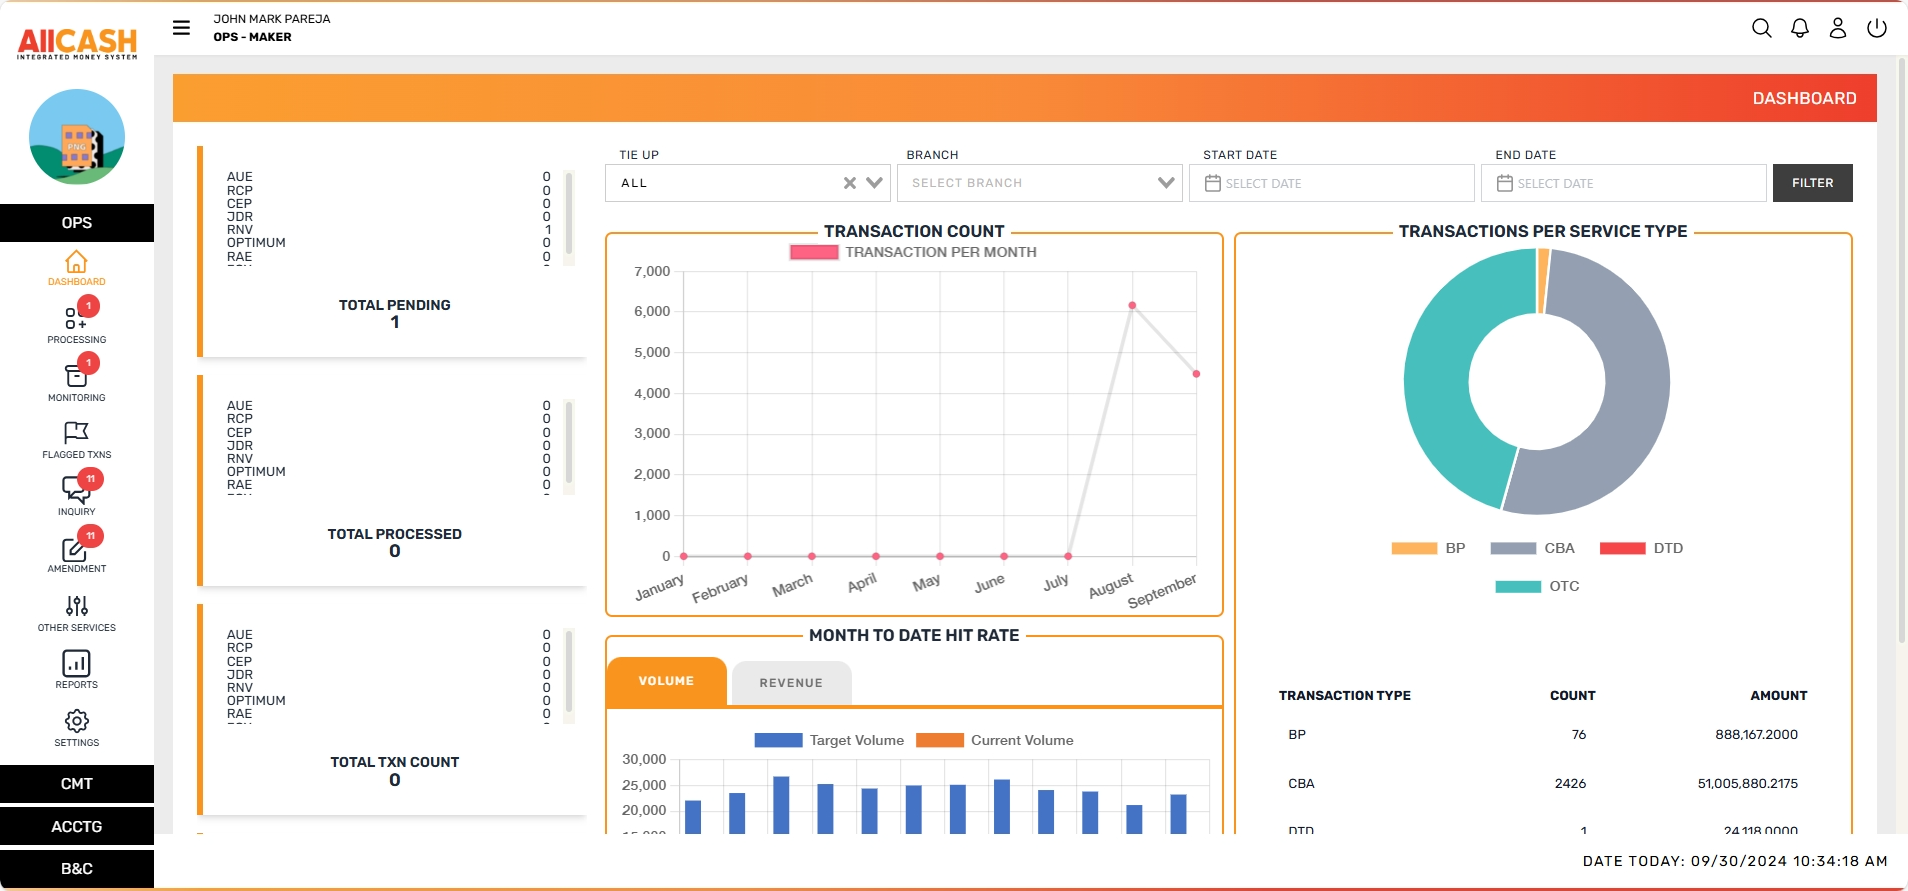 AllCASH
INTEGRATED MONEY SYSTEM
JOHN MARK PAREJA
OPS - MAKER
PNG
OPS
DASHBOARD
1
PROCESSING
1
MONITORING
FLAGGED TXNS
11
INQUIRY
11
AMENDMENT
OTHER SERVICES
REPORTS
SETTINGS
CMT
ACCTG
B&C
DASHBOARD
AUE 0
RCP 0
CEP 0
JDR 0
RNV 1
OPTIMUM 0
RAE 0
TOTAL PENDING
1
AUE 0
RCP 0
CEP 0
JDR 0
RNV 0
OPTIMUM 0
RAE 0
TOTAL PROCESSED
0
AUE 0
RCP 0
CEP 0
JDR 0
RNV 0
OPTIMUM 0
RAE 0
TOTAL TXN COUNT
0
TIE UP BRANCH START DATE END DATE
ALL SELECT BRANCH SELECT DATE SELECT DATE FILTER
TRANSACTION COUNT
TRANSACTION PER MONTH
7,000
6,000
5,000
4,000
3,000
2,000
1,000
0
January February March April May June July August September
MONTH TO DATE HIT RATE
VOLUME REVENUE
Target Volume Current Volume
30,000
25,000
20,000
15,000
TRANSACTIONS PER SERVICE TYPE
BP CBA DTD
OTC
TRANSACTION TYPE COUNT AMOUNT
BP 76 888,167.2000
CBA 2426 51,005,880.2175
DTD 1 24,118.0000
DATE TODAY: 09/30/2024 10:34:18 AM